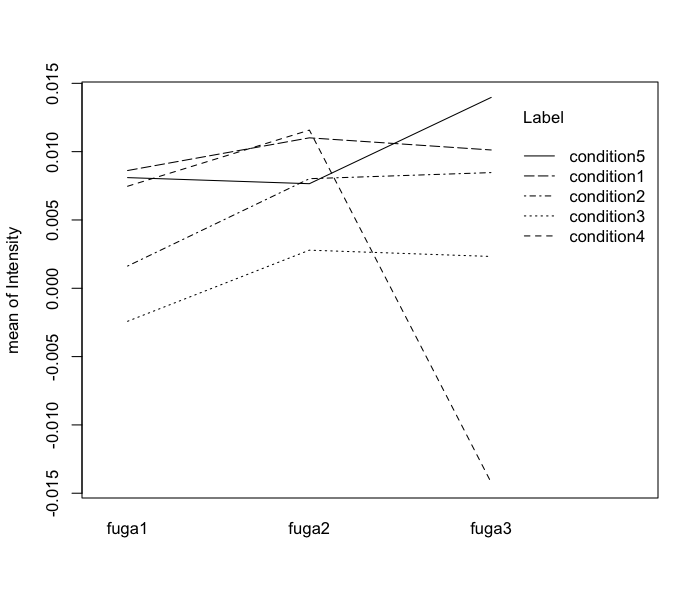 0.015
0.010
0.005
0.000
-0.005
-0.010
-0.015
mean of Intensity
Label
condition5
condition1
condition2
condition3
condition4
fuga1 fuga2 fuga3